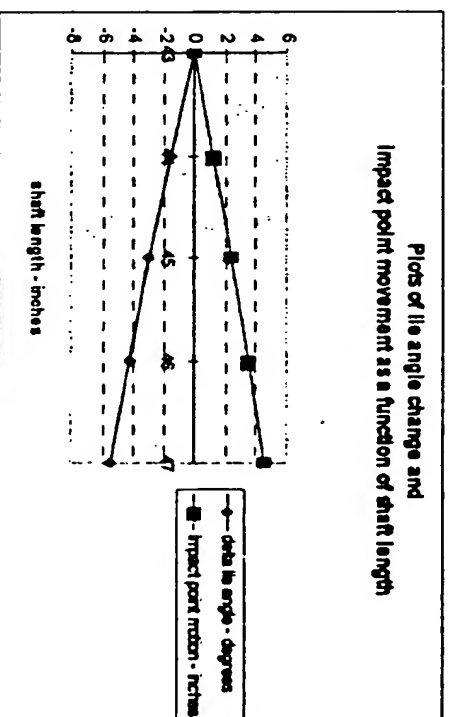 Plots of lie angle change and
impact point movement as a function of shaft length
6
4
2
0
-2
-4
-6
-8
43
45
46
47
shaft length - inches
delta lie angle - degrees
impact point motion - inches